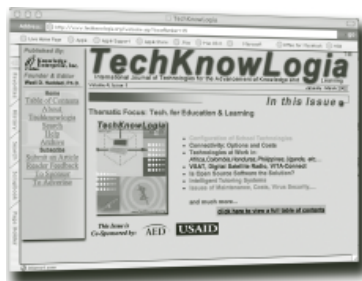 TechKnowLogia
Published By:
Knowledge Enterprise, Inc.
Founder & Editor
TechKnowLogia
International Journal of Technologies for the Advancement of Knowledge and Learning
In this Issue
Thematic Focus: Tech. for Education & Learning
Home
Table of Contents
About
TechKnowLogia
Search
Archives
Subscribe
Submit an Article
Reader Feedback
To Sponsor
To Advertise
TechKnowLogia
Configuration of School Technologies
Connectivity: Options and Costs
Technologies at Work in:
Africa, Colombia, Honduras, Philippines, Uganda, etc...
VSAT, Digital Satellite Radio, VITA-Connect
Is Open Source Software the Solution?
Intelligent Tutoring Systems
Issues of Maintenance, Costs, Virus Security,...
and much more...
click here to view a full table of contents
This Issue is
Co-Sponsored by:
AED
USAID